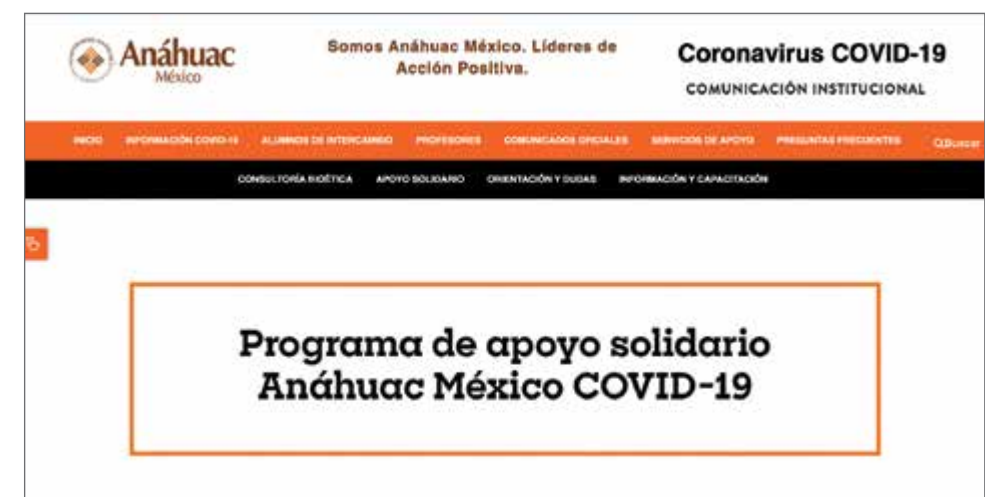 Anáhuac
México
Somos Anáhuac México. Líderes de
Acción Positiva.
Coronavirus COVID-19
COMUNICACIÓN INSTITUCIONAL
INICIO INFORMACIÓN COVID-19 ALUMNOS DE INTERCAMBIO PROFESORES COMUNICADOS OFICIALES SERVICIOS DE APOYO PREGUNTAS FRECUENTES Buscar
CONSULTORÍA BIOÉTICA APOYO SOLIDARIO ORIENTACIÓN Y DUDAS INFORMACIÓN Y CAPACITACIÓN
Programa de apoyo solidario
Anáhuac México COVID-19